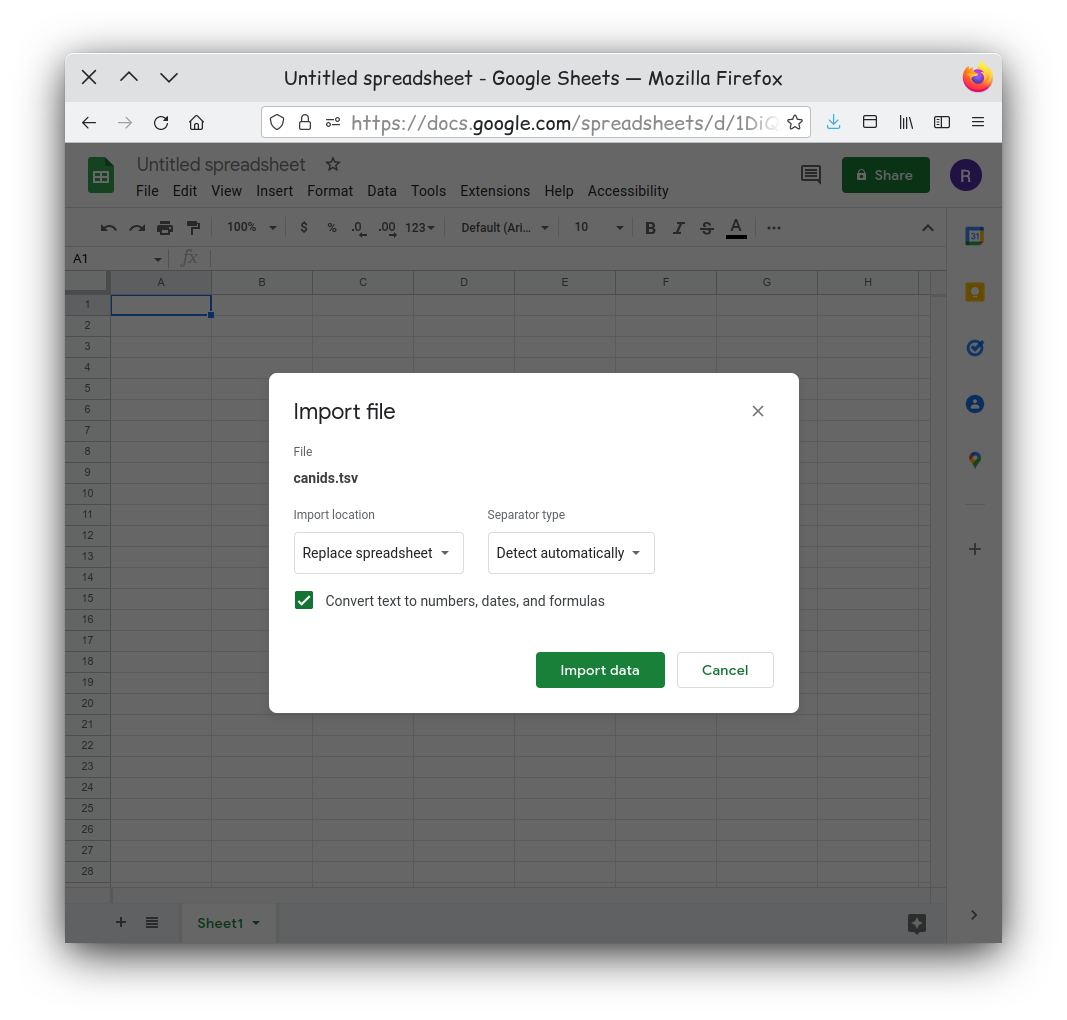 Untitled spreadsheet - Google Sheets — Mozilla Firefox
https://docs.google.com/spreadsheets/d/1DiQ
Untitled spreadsheet
File Edit View Insert Format Data Tools Extensions Help Accessibility
Share
R
100% $ % .0 .00 123 Default (Ari... 10 B I S A
31
A1 fx
A B C D E F G H
1
2
3
4
5
6
7
8
9
10
11
12
13
14
15
16
17
18
19
20
21
22
23
24
25
26
27
28
Import file
File
canids.tsv
Import location Separator type
Replace spreadsheet Detect automatically
Convert text to numbers, dates, and formulas
Import data Cancel
Sheet1